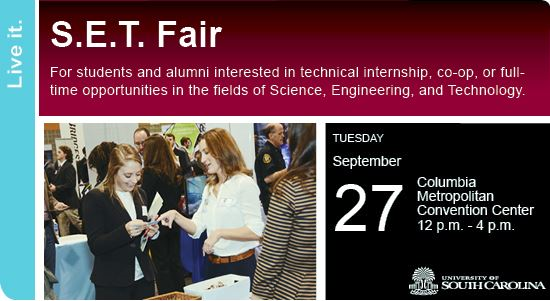 Live it.
S.E.T. Fair
For students and alumni interested in technical internship, co-op, or full-
time opportunities in the fields of Science, Engineering, and Technology.
TUESDAY
September
27
Columbia
Metropolitan
Convention Center
12 p.m. - 4 p.m.
UNIVERSITY OF
SOUTH CAROLINA